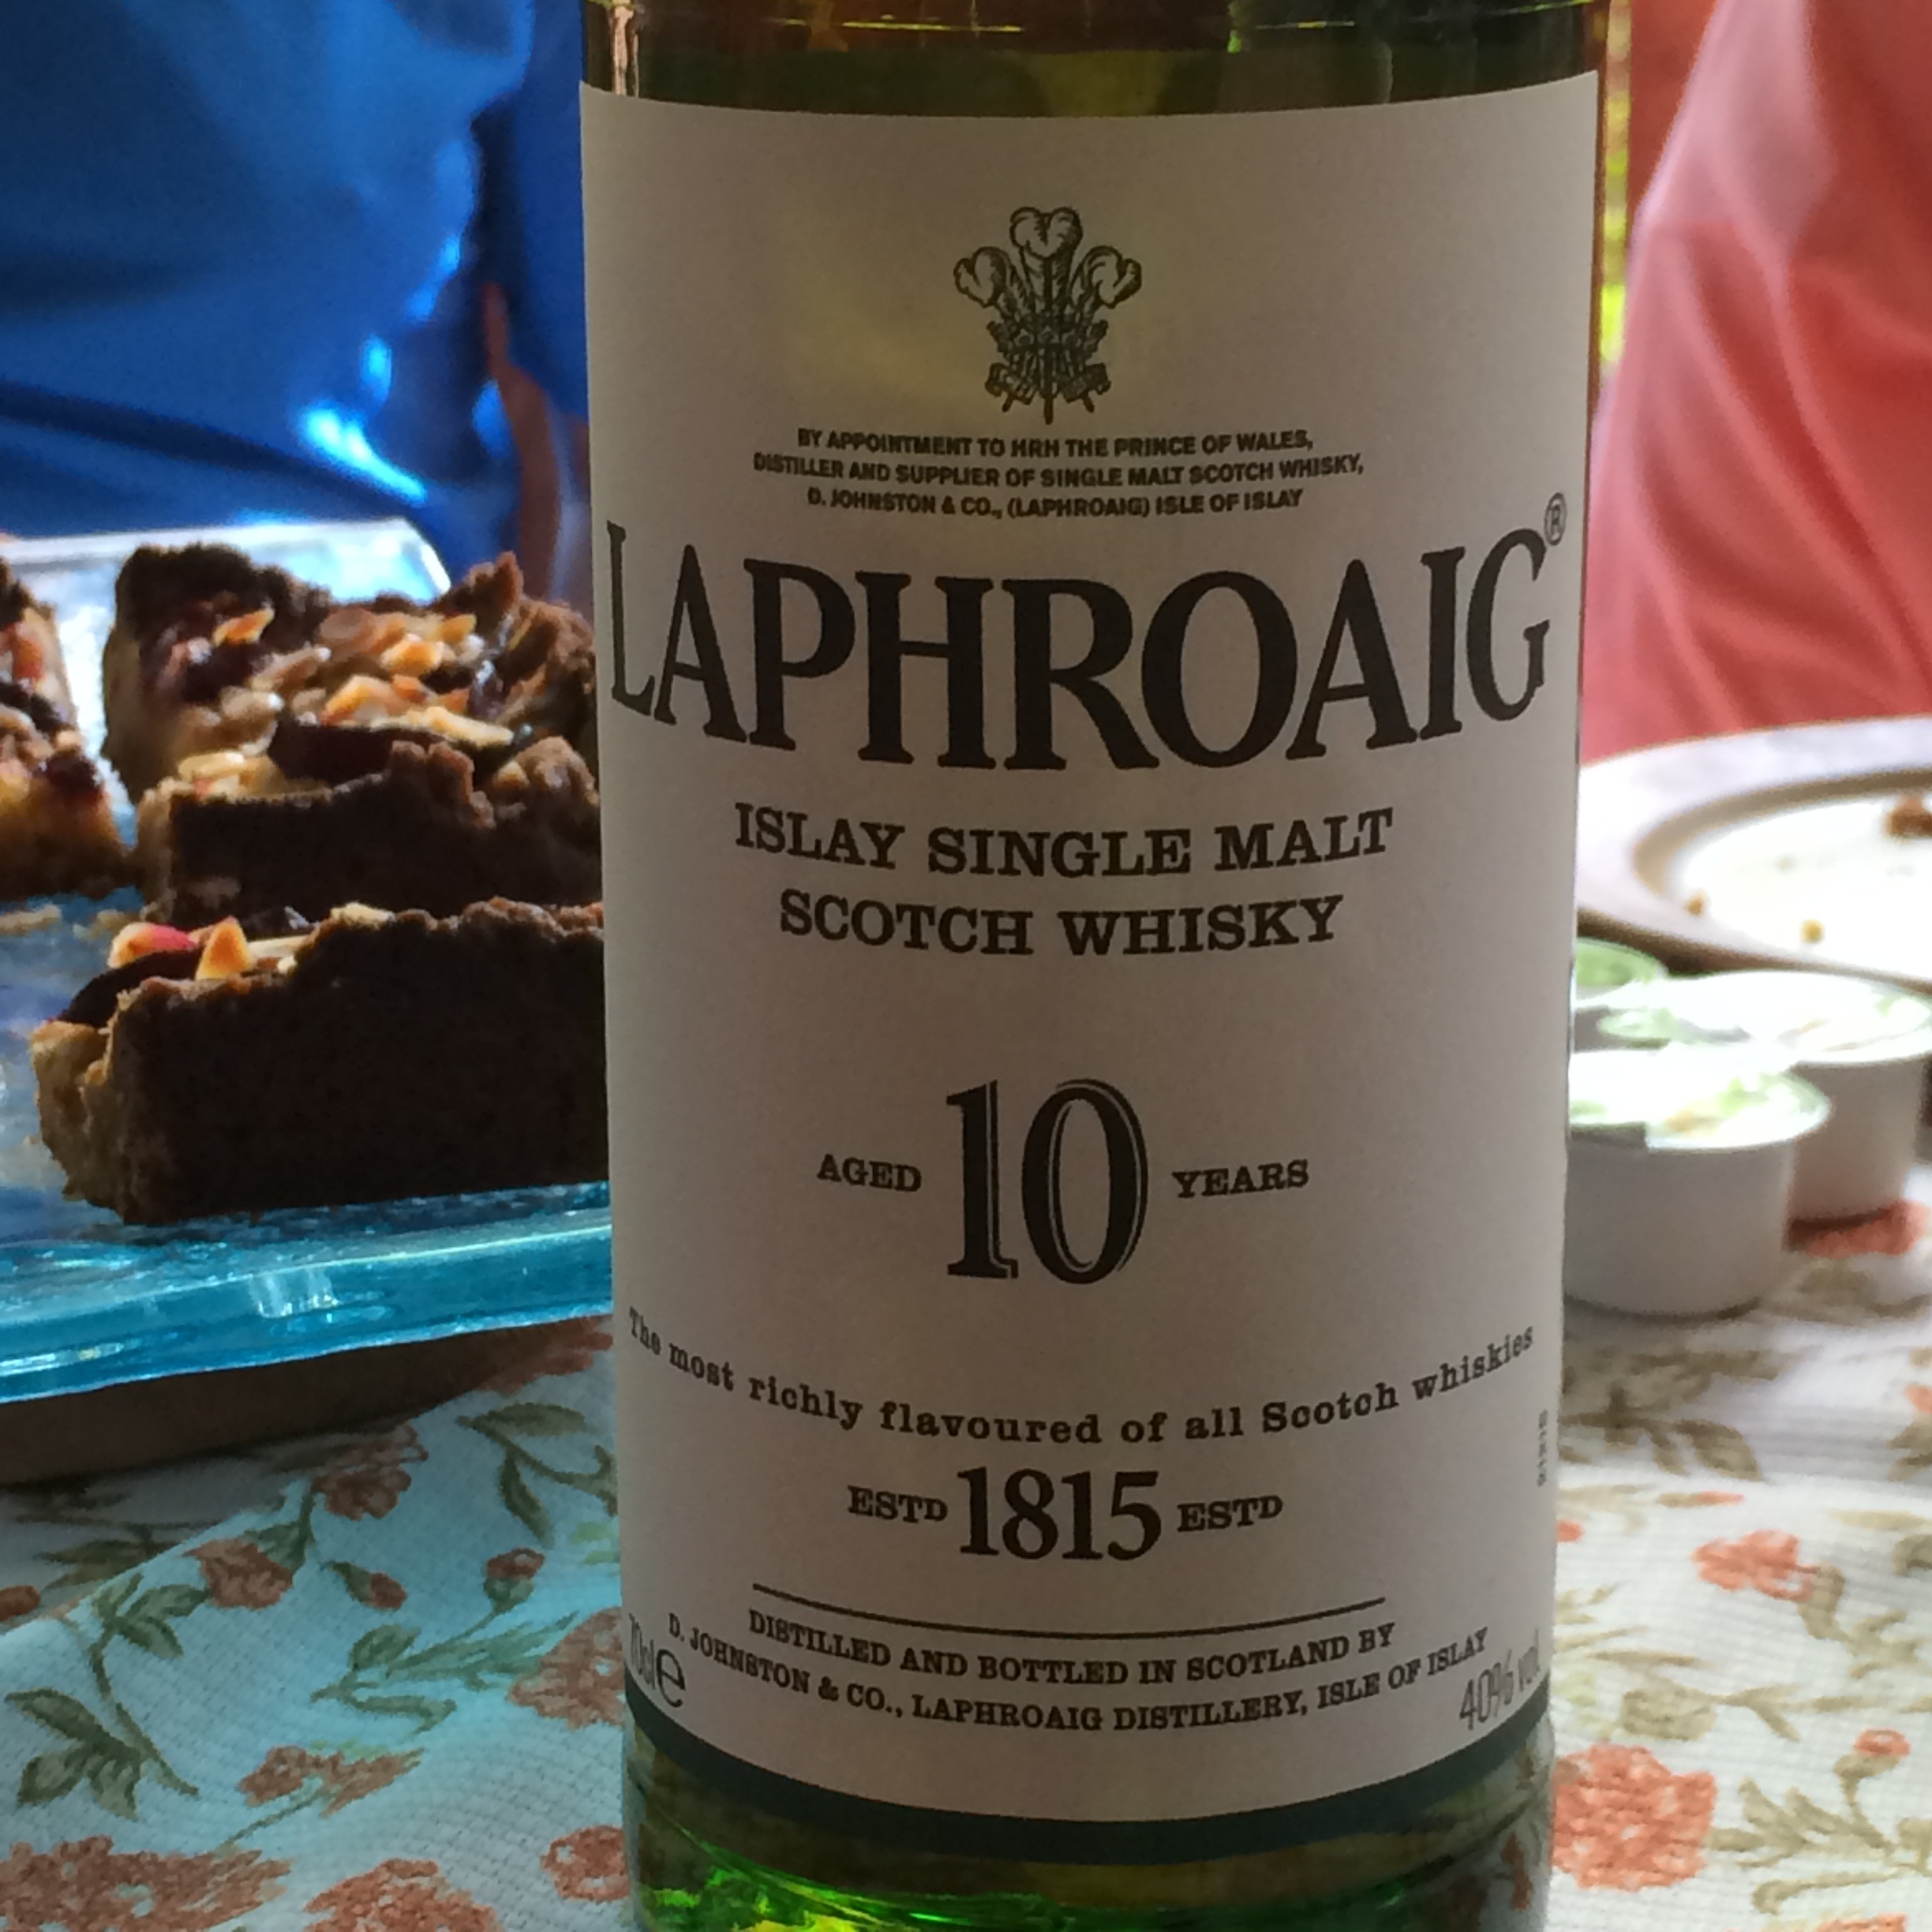 BY APPOINTMENT TO HRH THE PRINCE OF WALES,
DISTILLER AND SUPPLIER OF SINGLE MALT SCOTCH WHISKY,
D. JOHNSTON & CO., (LAPHROAIG) ISLE OF ISLAY
LAPHROAIG®
ISLAY SINGLE MALT
SCOTCH WHISKY
AGED 10 YEARS
The most richly flavoured of all Scotch whiskies
ESTD 1815 ESTD
DISTILLED AND BOTTLED IN SCOTLAND BY
D. JOHNSTON & CO., LAPHROAIG DISTILLERY, ISLE OF ISLAY
70cl e
40% vol